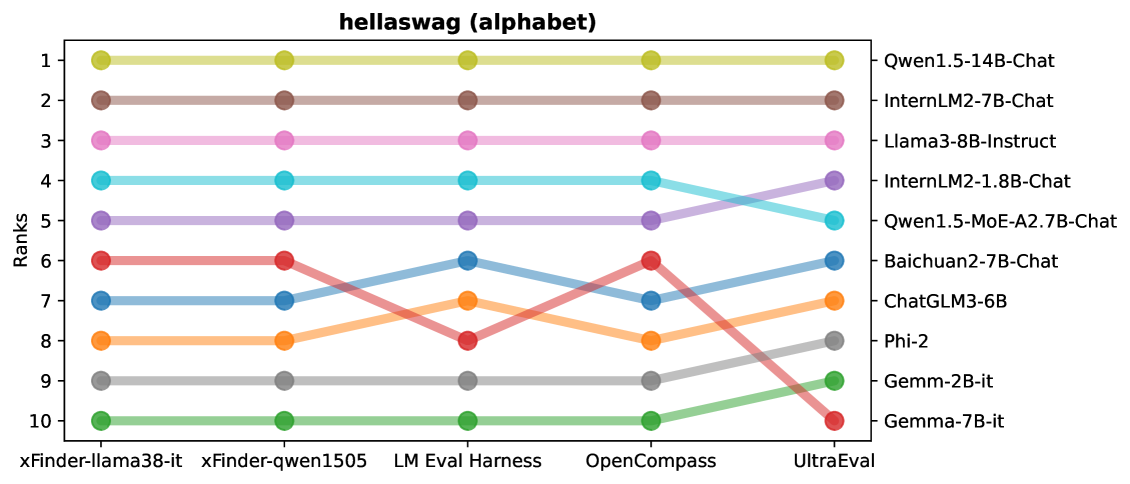 hellaswag (alphabet)
Ranks
1
2
3
4
5
6
7
8
9
10
Qwen1.5-14B-Chat
InternLM2-7B-Chat
Llama3-8B-Instruct
InternLM2-1.8B-Chat
Qwen1.5-MoE-A2.7B-Chat
Baichuan2-7B-Chat
ChatGLM3-6B
Phi-2
Gemm-2B-it
Gemma-7B-it
xFinder-llama38-it
xFinder-qwen1505
LM Eval Harness
OpenCompass
UltraEval